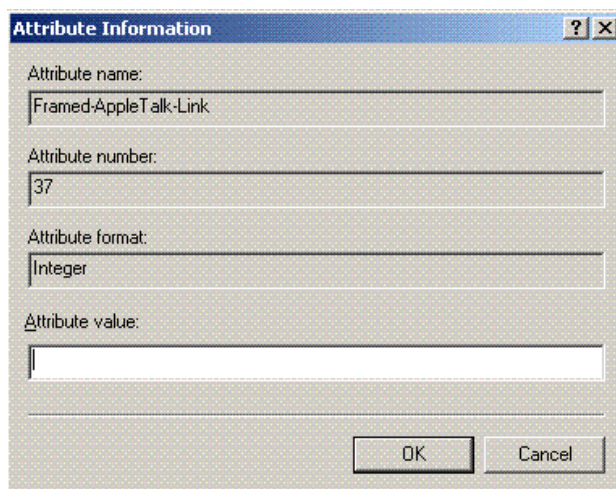 Attribute Information
Attribute name:
Framed-AppleTalk-Link
Attribute number:
37
Attribute format:
Integer
Attribute value:
OK Cancel